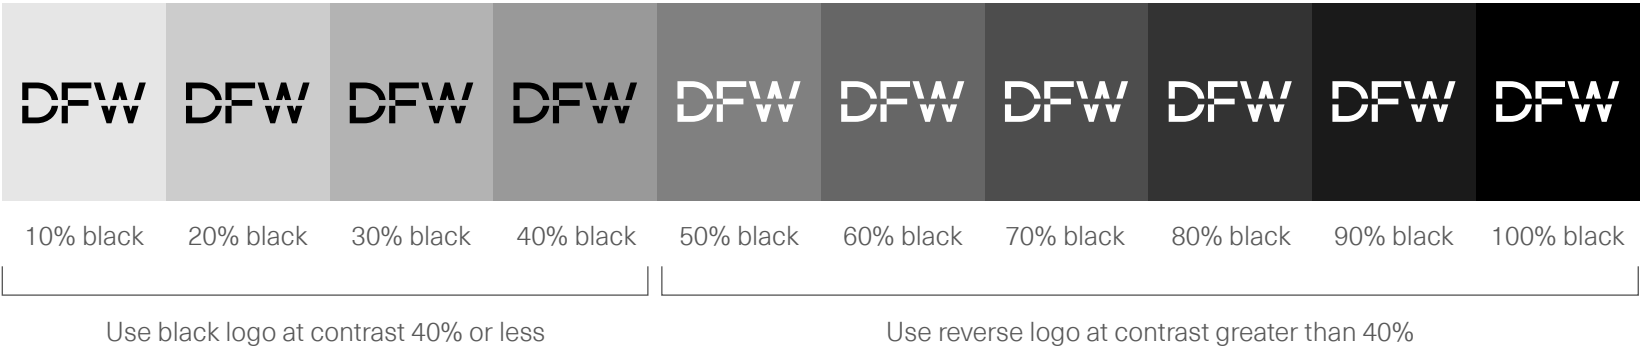 DFW DFW DFW DFW DFW DFW DFW DFW DFW DFW
10% black 20% black 30% black 40% black 50% black 60% black 70% black 80% black 90% black 100% black
Use black logo at contrast 40% or less
Use reverse logo at contrast greater than 40%